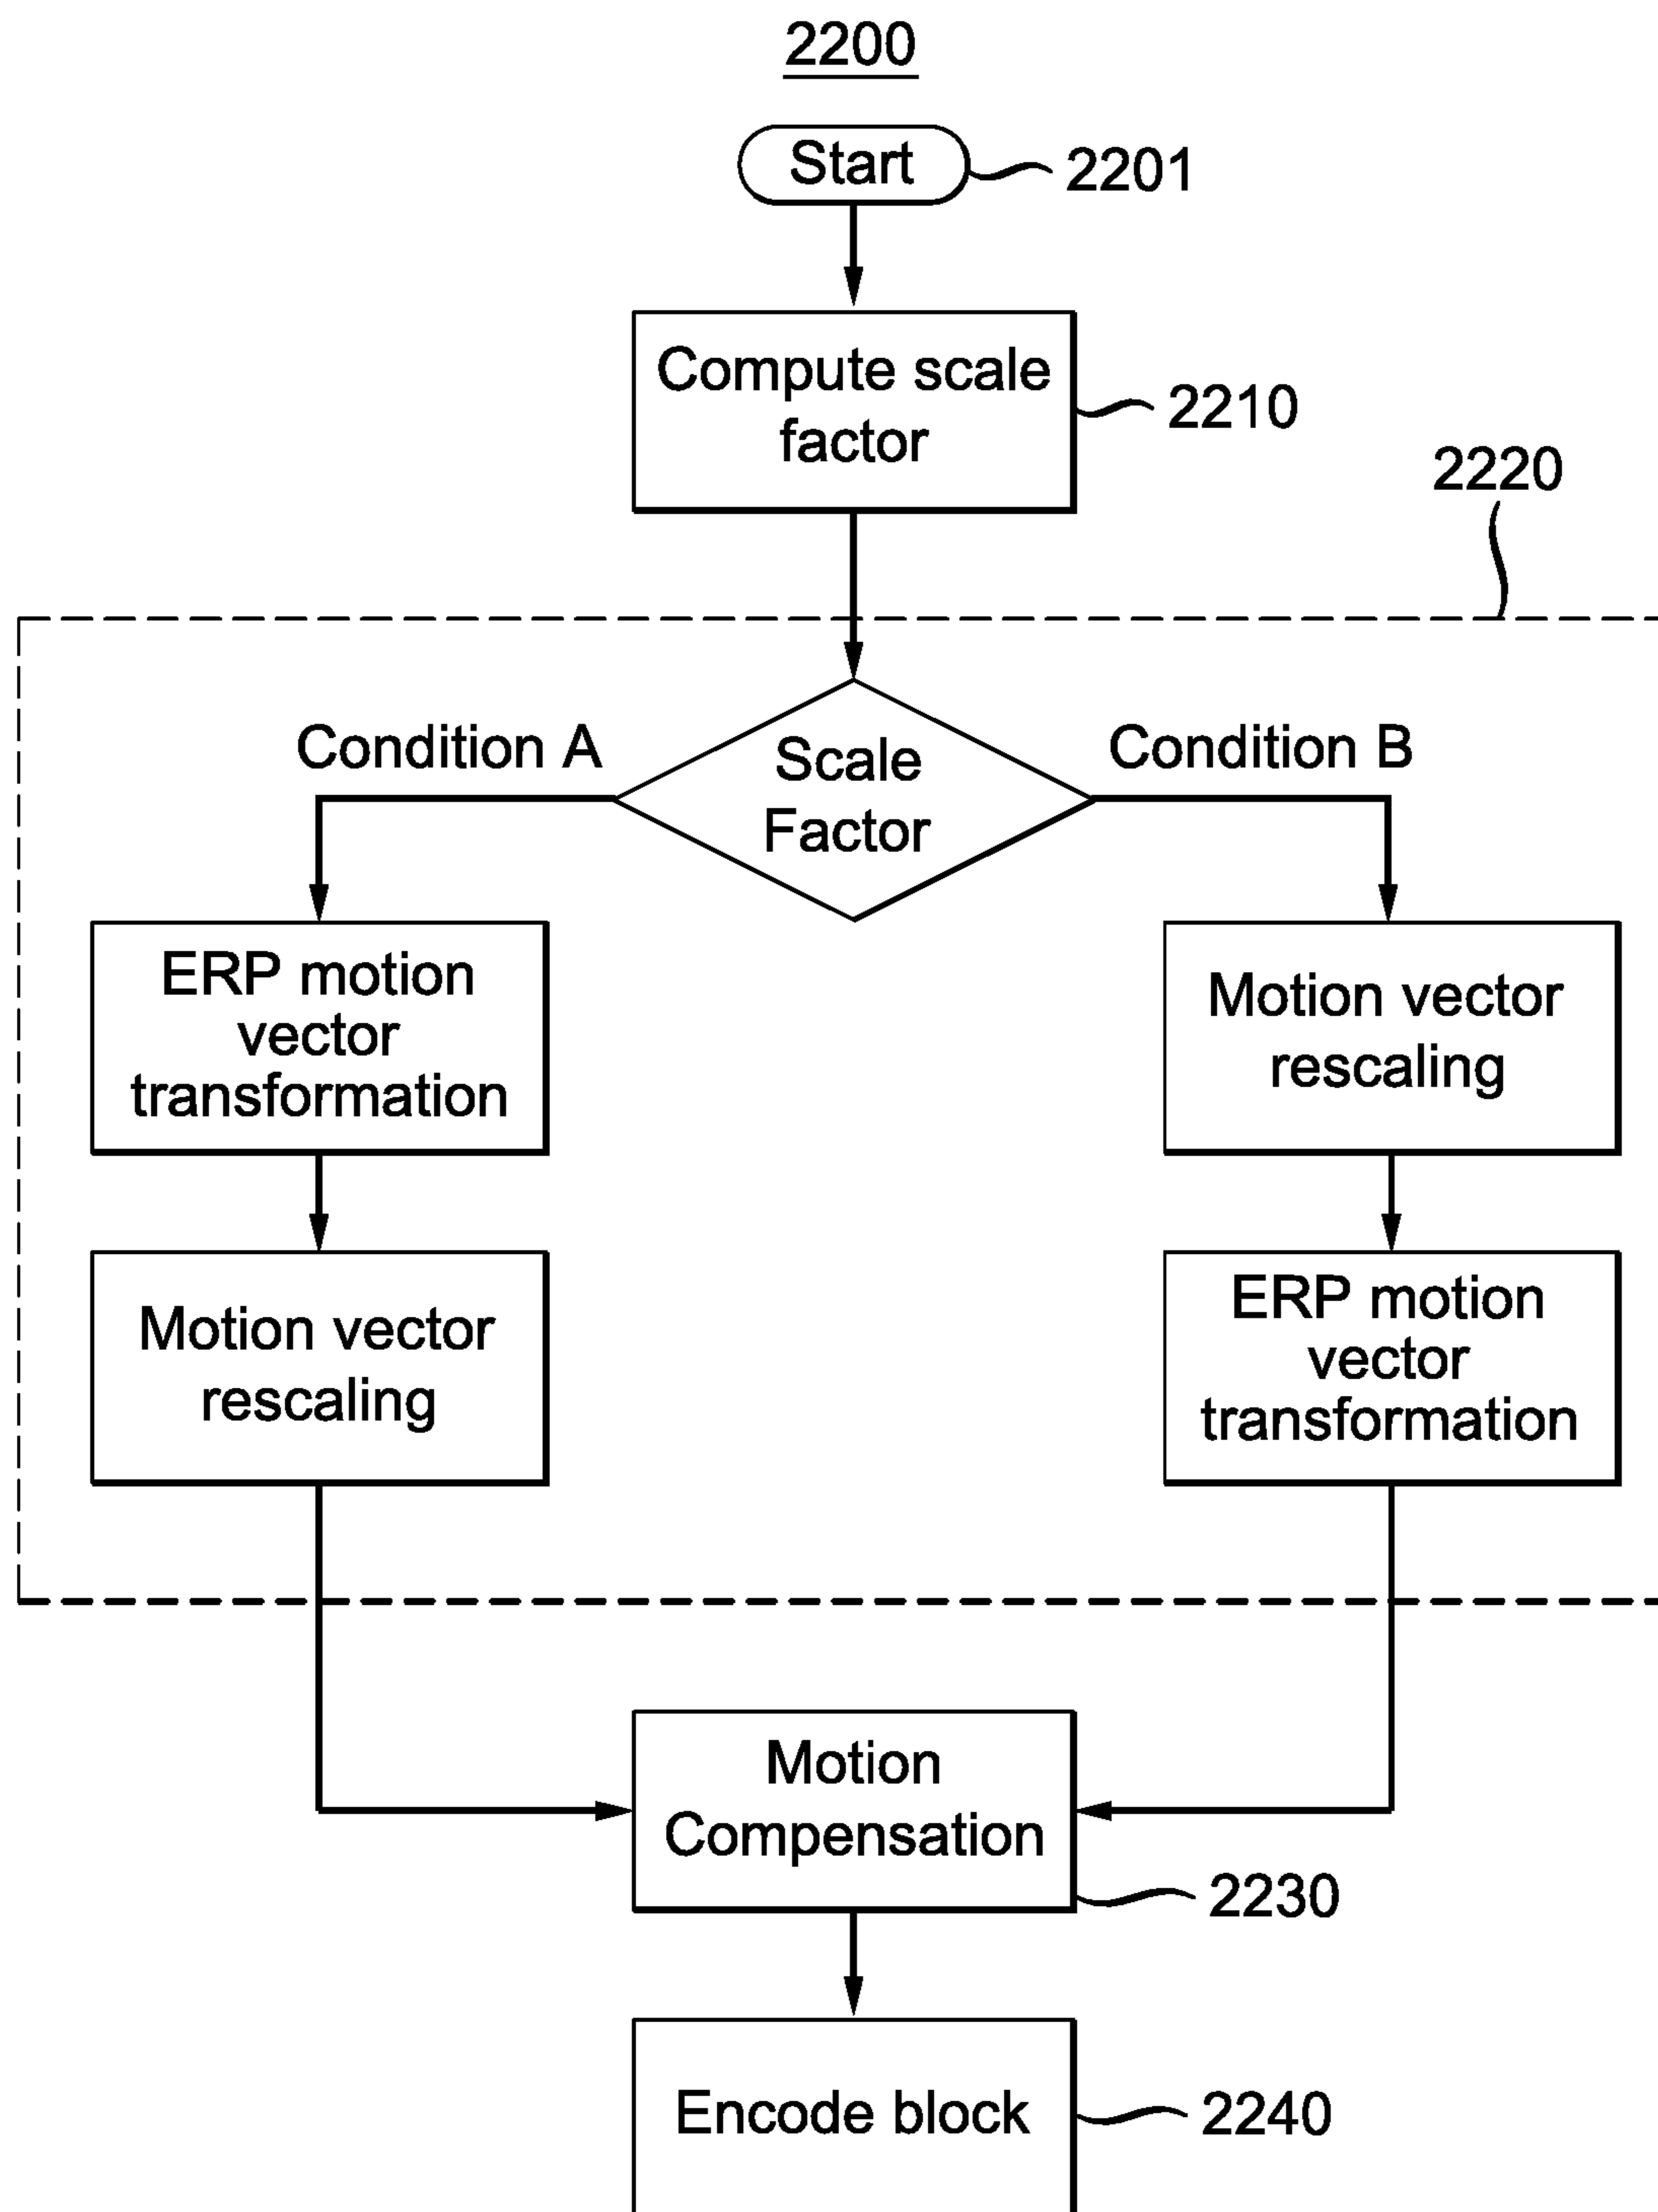 2200
Start
2201
Compute scale
factor
2210
2220
Condition A
Scale
Factor
Condition B
ERP motion
vector
transformation
Motion vector
rescaling
Motion vector
rescaling
ERP motion
vector
transformation
Motion
Compensation
2230
Encode block
2240